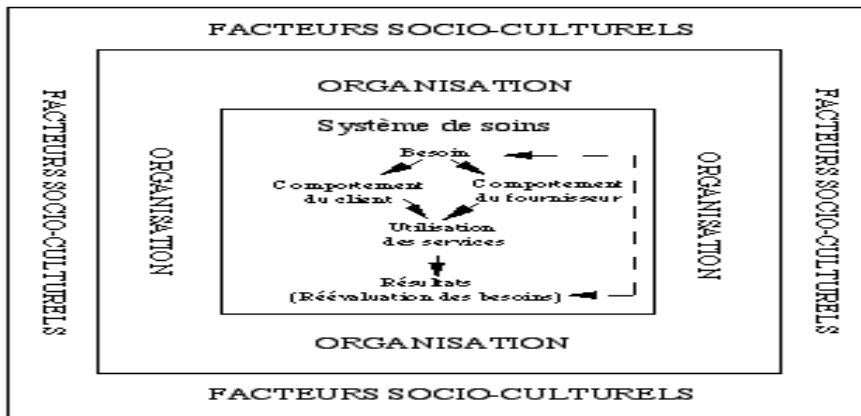 FACTEURS SOCIO-CULTURELS
ORGANISATION
FACTEURS SOCIO-CULTURELS
ORGANISATION
Système de soins
Besoin
Comportement
du client
Comportement
du fournisseur
Utilisation
des services
Résultats
(Réévaluation des besoins)
ORGANISATION
FACTEURS SOCIO-CULTURELS
ORGANISATION
FACTEURS SOCIO-CULTURELS